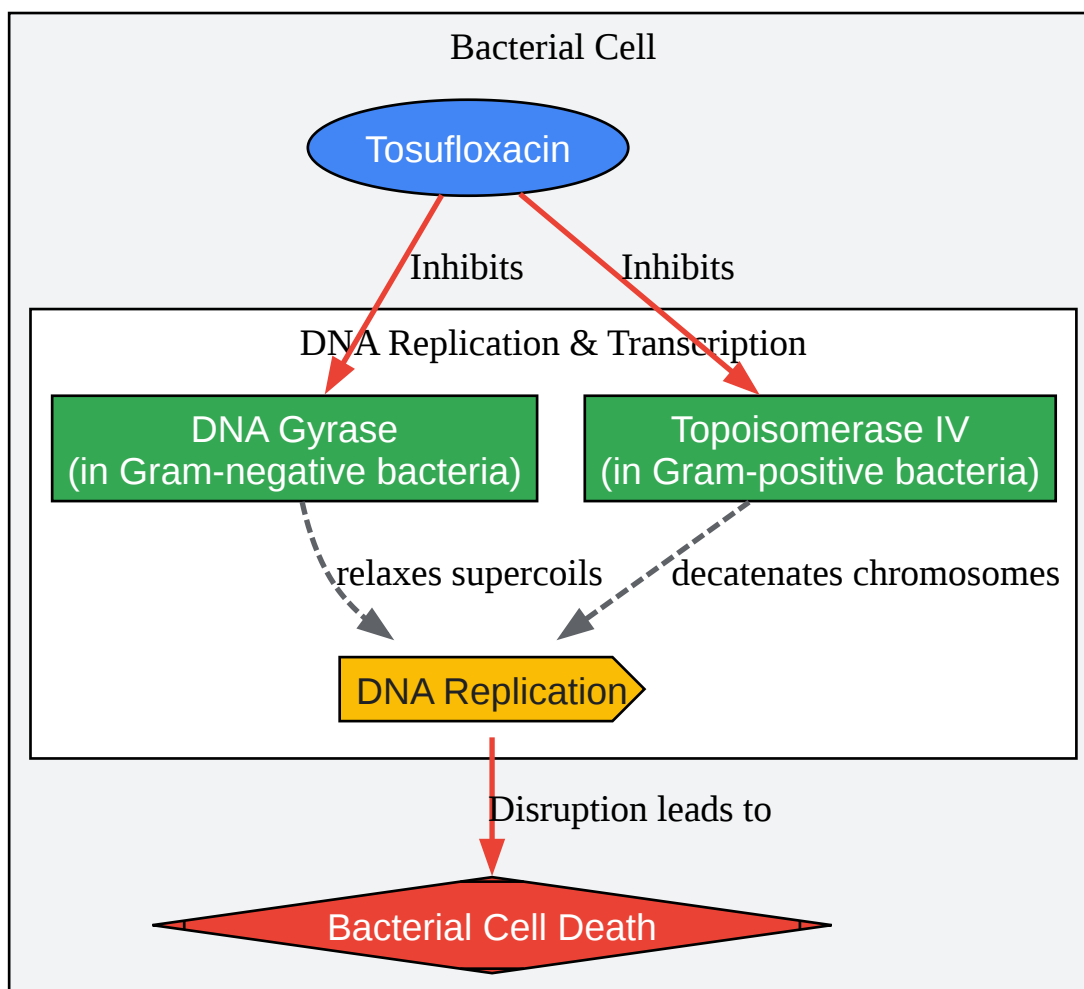 Bacterial Cell
Tosufloxacin
Inhibits
Inhibits
DNA Replication & Transcription
DNA Gyrase
(in Gram-negative bacteria)
Topoisomerase IV
(in Gram-positive bacteria)
relaxes supercoils
decatenates chromosomes
DNA Replication
Disruption leads to
Bacterial Cell Death